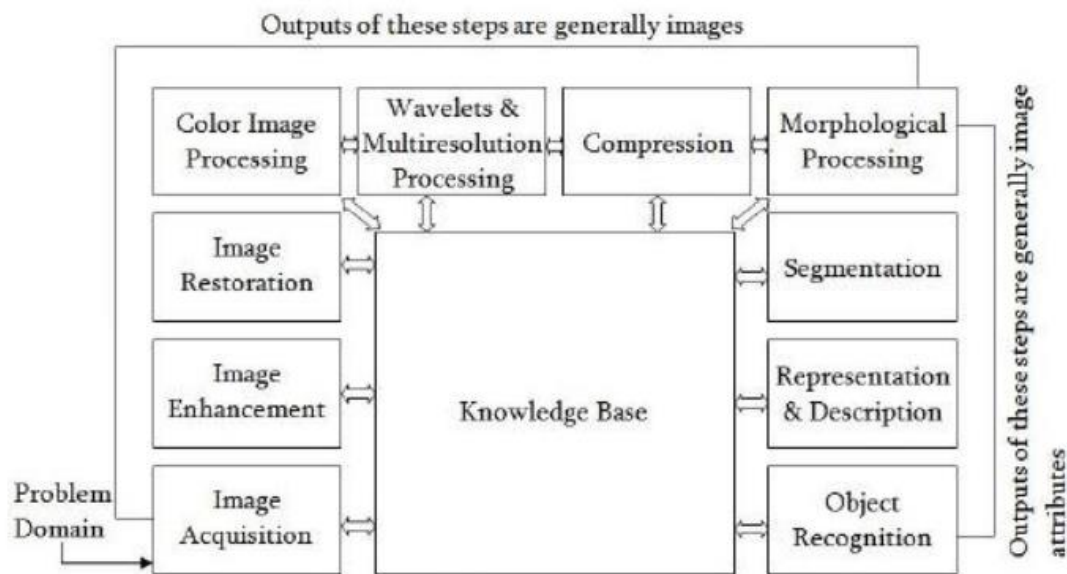 Outputs of these steps are generally images
Color Image
Processing
Wavelets &
Multiresolution
Processing
Compression
Morphological
Processing
Image
Restoration
Segmentation
Image
Enhancement
Knowledge Base
Representation
& Description
Problem
Domain
Image
Acquisition
Object
Recognition
Outputs of these steps are generally image
attributes